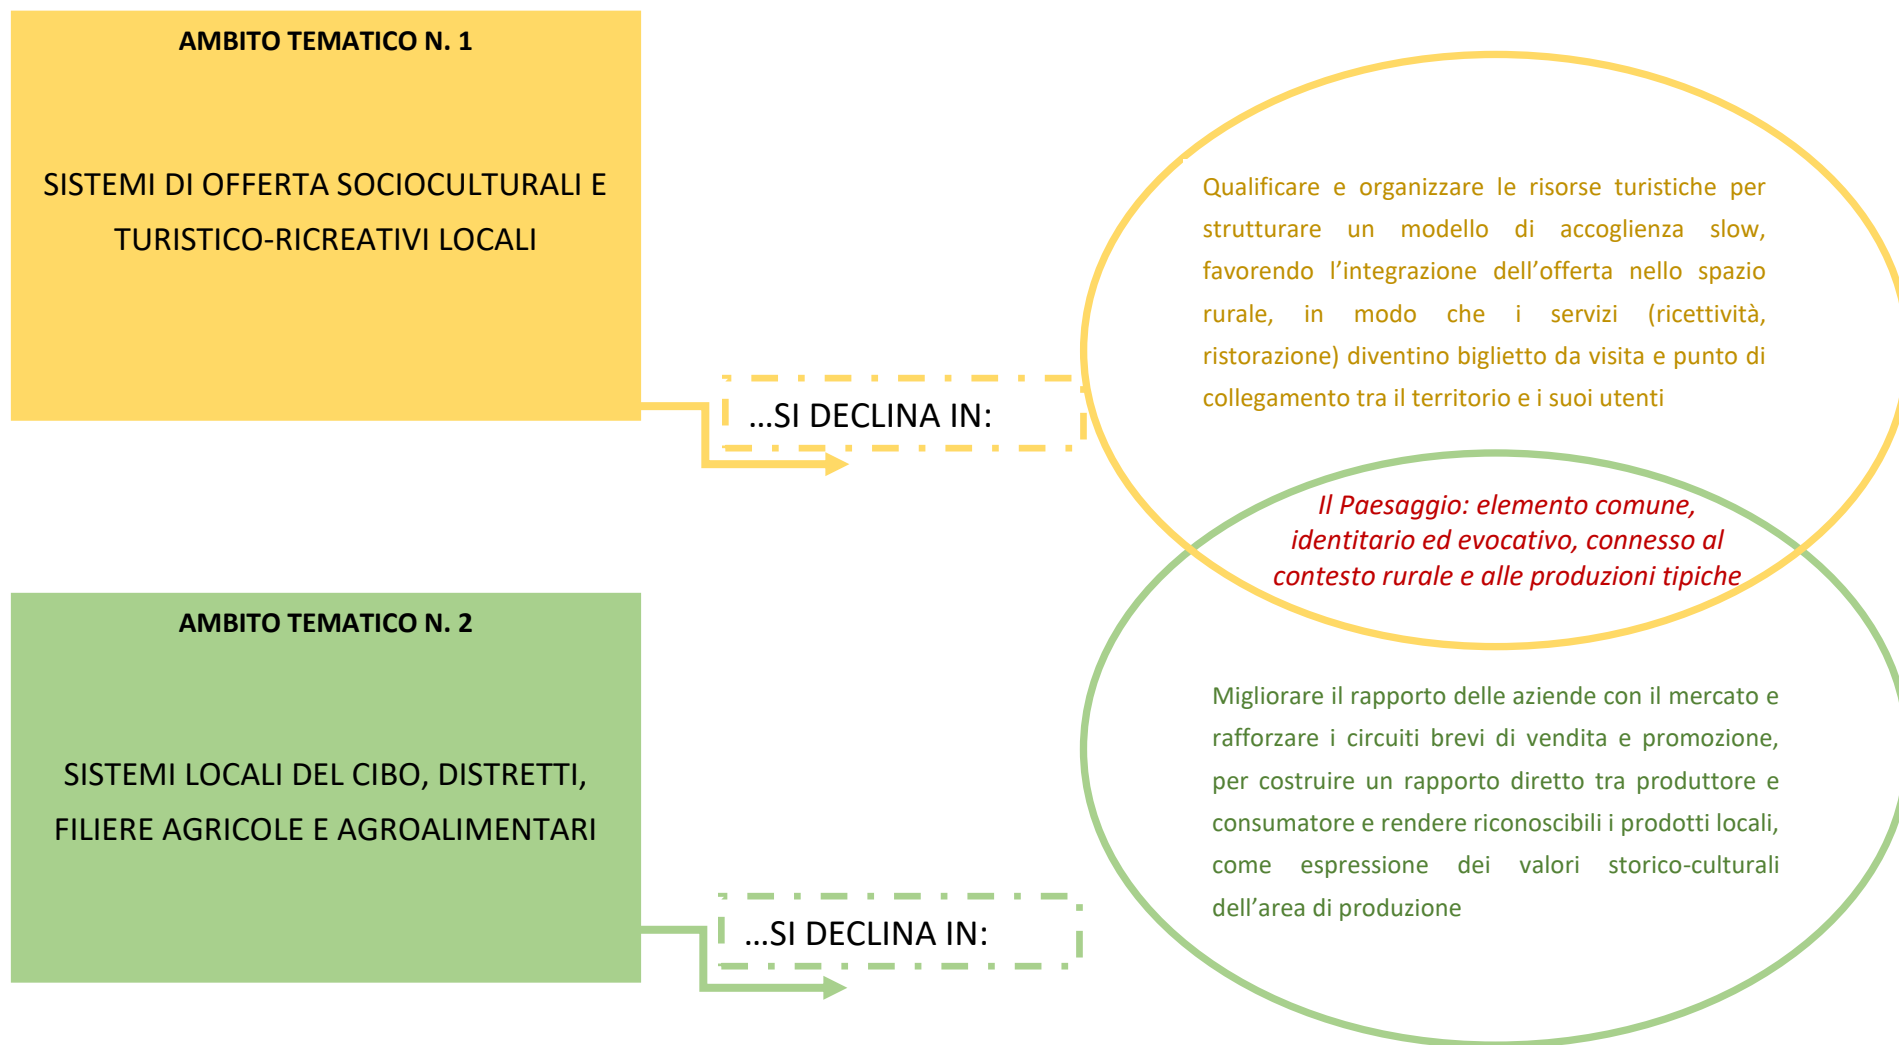 AMBITO TEMATICO N. 1
SISTEMI DI OFFERTA SOCIOCULTURALI E
TURISTICO-RICREATIVI LOCALI
...SI DECLINA IN:
Qualificare e organizzare le risorse turistiche per
strutturare un modello di accoglienza slow,
favorendo l’integrazione dell’offerta nello spazio
rurale, in modo che i servizi (ricettività,
ristorazione) diventino biglietto da visita e punto di
collegamento tra il territorio e i suoi utenti
Il Paesaggio: elemento comune,
identitario ed evocativo, connesso al
contesto rurale e alle produzioni tipiche
AMBITO TEMATICO N. 2
SISTEMI LOCALI DEL CIBO, DISTRETTI,
FILIERE AGRICOLE E AGROALIMENTARI
...SI DECLINA IN:
Migliorare il rapporto delle aziende con il mercato e
rafforzare i circuiti brevi di vendita e promozione,
per costruire un rapporto diretto tra produttore e
consumatore e rendere riconoscibili i prodotti locali,
come espressione dei valori storico-culturali
dell’area di produzione